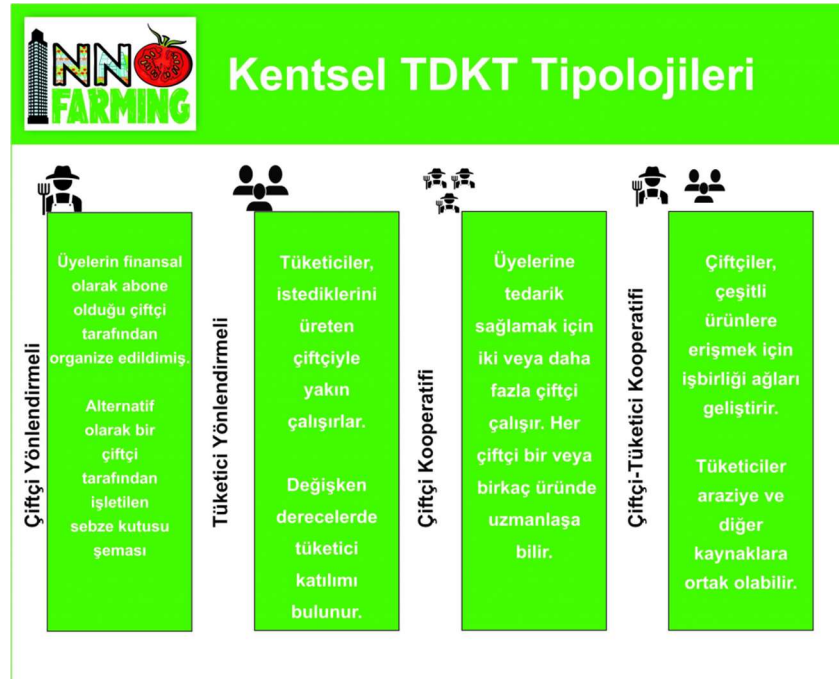 INNO
FARMING
Kentsel TDKT Tipolojileri
Çiftçi Yönlendirmeli
Üyelerin finansal
olarak abone
olduğu çiftçi
tarafından
organize edildimiş.
Alternatif
olarak bir
çiftçi
tarafından
işletilen
sebze kutusu
şeması
Tüketici Yönlendirmeli
Tüketiciler,
istediklerini
üreten
çiftçiyle
yakın
çalışırlar.
Değişken
derecelerde
tüketici
katılımı
bulunur.
Çiftçi Kooperatifi
Üyelerine
tedarik
sağlamak için
iki veya daha
fazla çiftçi
çalışır. Her
çiftçi bir veya
birkaç üründe
uzmanlaşa
bilir.
Çiftçi-Tüketici Kooperatifi
Çiftçiler,
çeşitli
ürünlere
erişmek için
işbirliği ağları
geliştirir.
Tüketiciler
araziye ve
diğer
kaynaklara
ortak olabilir.